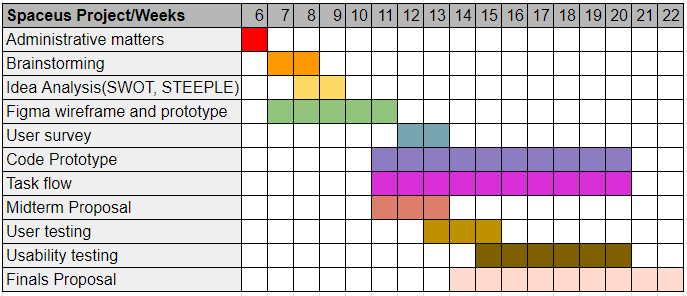 Spaceus Project/Weeks 6 7 8 9 10 11 12 13 14 15 16 17 18 19 20 21 22
Administrative matters
Brainstorming
Idea Analysis(SWOT, STEEPLE)
Figma wireframe and prototype
User survey
Code Prototype
Task flow
Midterm Proposal
User testing
Usability testing
Finals Proposal